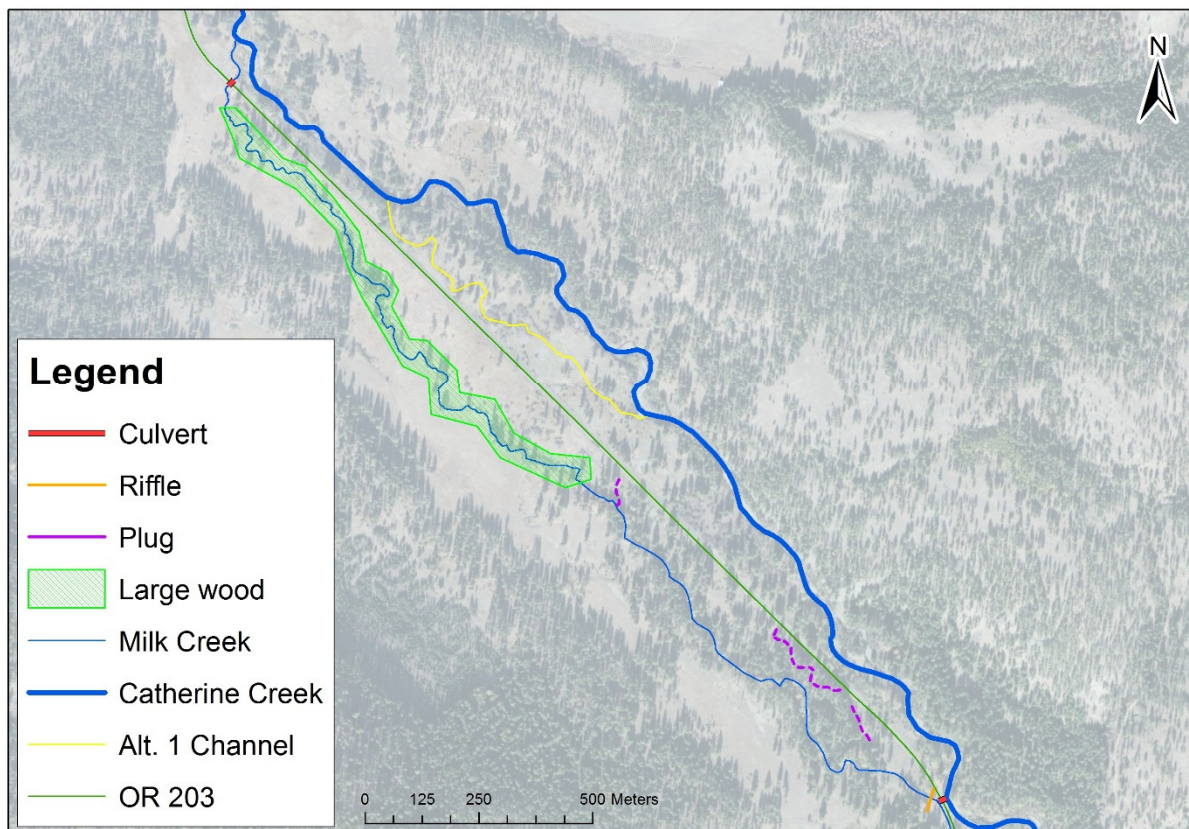 N
Legend
Culvert
Riffle
Plug
Large wood
Milk Creek
Catherine Creek
Alt. 1 Channel
OR 203
0 125 250 500 Meters